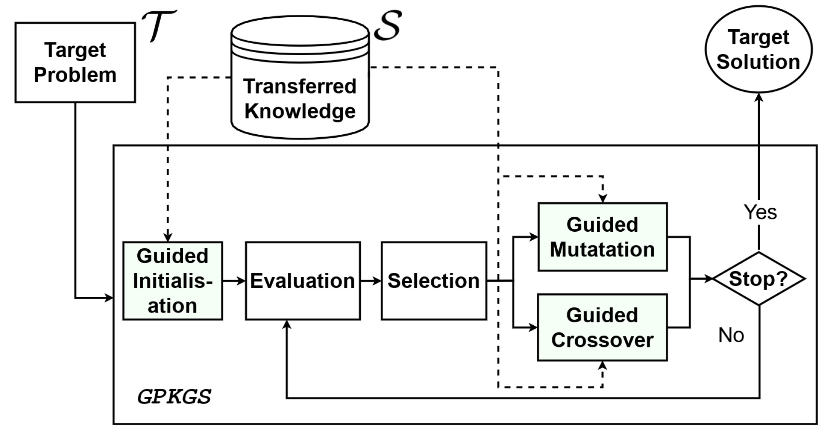 Target
Problem
𝒯
Transferred
Knowledge
𝒮
Target
Solution
Guided
Initialis-
ation
Evaluation
Selection
Guided
Mutatation
Guided
Crossover
Stop?
Yes
No
GPKGS